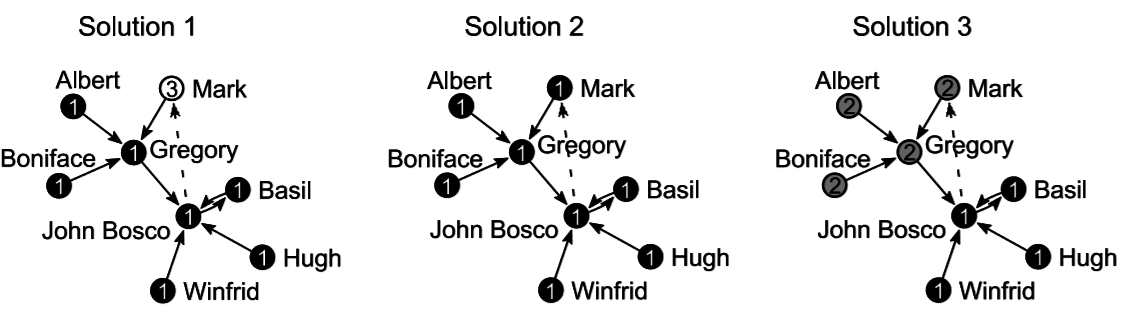 Solution 1
Albert
3 Mark
1
1 Gregory
Boniface
1
1 Basil
1
John Bosco
1 Hugh
1 Winfrid
Solution 2
Albert
1 Mark
1
1 Gregory
Boniface
1
1 Basil
1
John Bosco
1 Hugh
1 Winfrid
Solution 3
Albert
2 Mark
2
2 Gregory
Boniface
2
1 Basil
1
John Bosco
1 Hugh
1 Winfrid